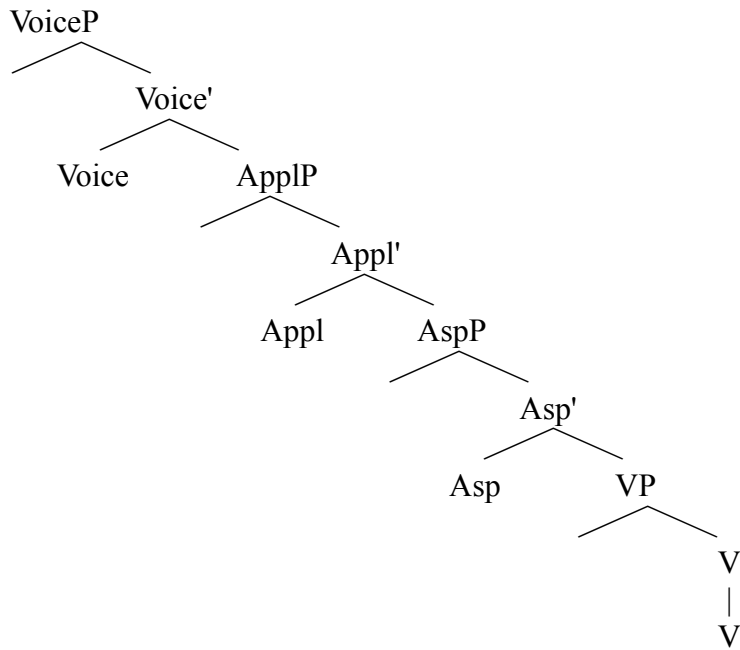 VoiceP
Voice'
Voice ApplP
Appl'
Appl AspP
Asp'
Asp VP
V
V